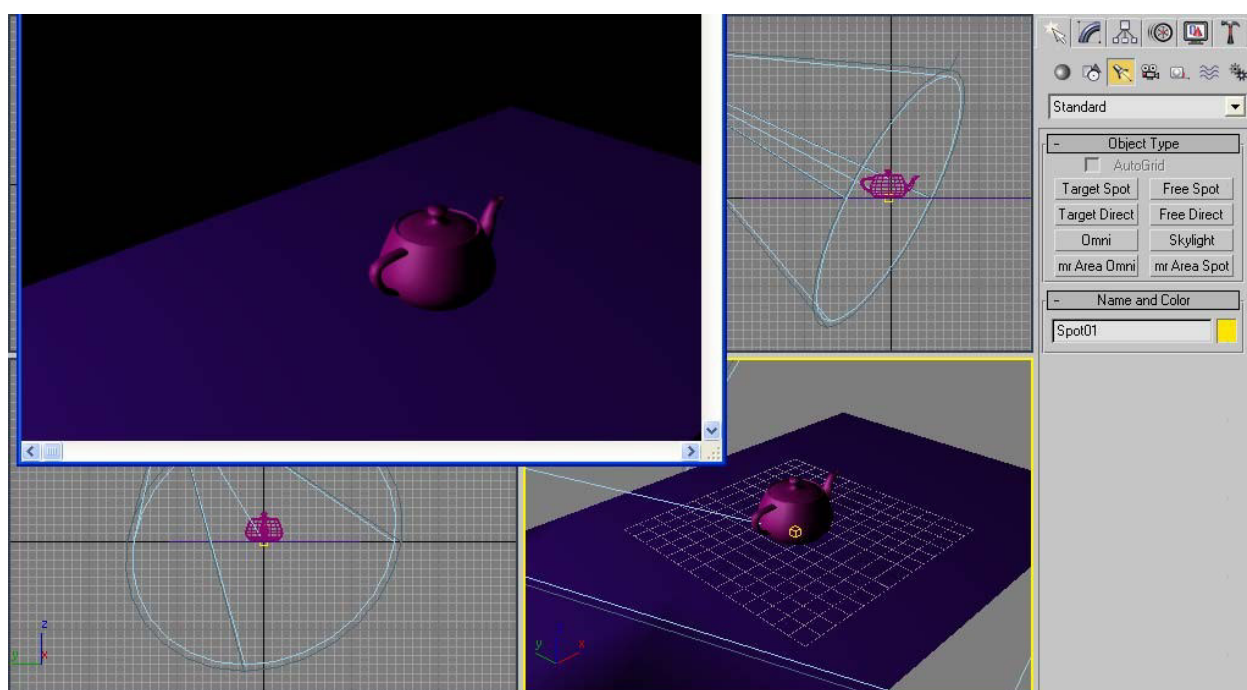 Standard
- Object Type
AutoGrid
Target Spot Free Spot
Target Direct Free Direct
Omni Skylight
mr Area Omni mr Area Spot
- Name and Color
Spot01
z
y x
y x